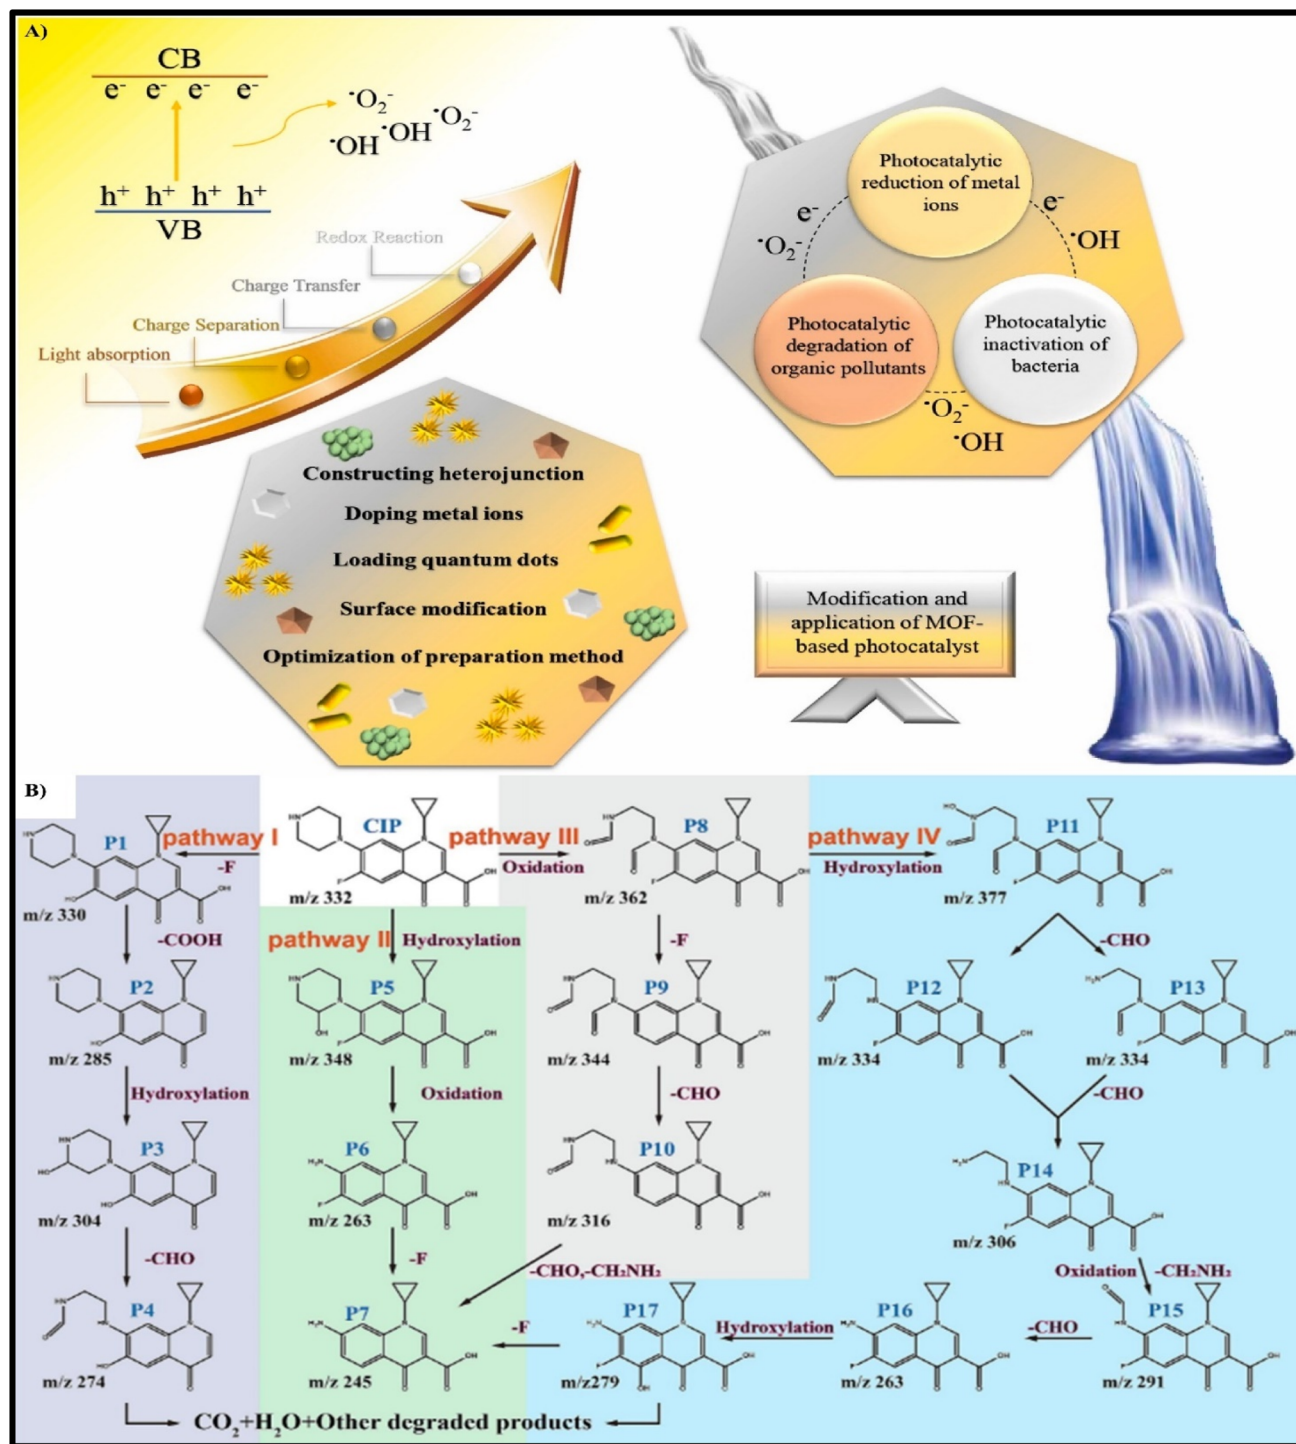 A)
CB
e⁻ e⁻ e⁻ e⁻
•O₂⁻
•OH •OH •O₂⁻
h⁺ h⁺ h⁺ h⁺
VB
Redox Reaction
Charge Transfer
Charge Separation
Light absorption
Constructing heterojunction
Doping metal ions
Loading quantum dots
Surface modification
Optimization of preparation method
Photocatalytic
reduction of metal
ions
e⁻
•O₂⁻
e⁻
•OH
Photocatalytic
degradation of
organic pollutants
Photocatalytic
inactivation of
bacteria
•O₂⁻
•OH
Modification and
application of MOF-
based photocatalyst
B)
P1
m/z 330
pathway I
-F
CIP
m/z 332
pathway III
Oxidation
P8
m/z 362
pathway IV
Hydroxylation
P11
m/z 377
-COOH
pathway II
Hydroxylation
-F
-CHO
P2
m/z 285
P5
m/z 348
P9
m/z 344
P12
m/z 334
P13
m/z 334
Hydroxylation
Oxidation
-CHO
-CHO
P3
m/z 304
P6
m/z 263
P10
m/z 316
P14
m/z 306
-CHO
-F
-CHO,-CH₂NH₂
Oxidation
-CH₂NH₂
P4
m/z 274
P7
m/z 245
-F
P17
m/z279
Hydroxylation
P16
m/z 263
-CHO
P15
m/z 291
CO₂+H₂O+Other degraded products